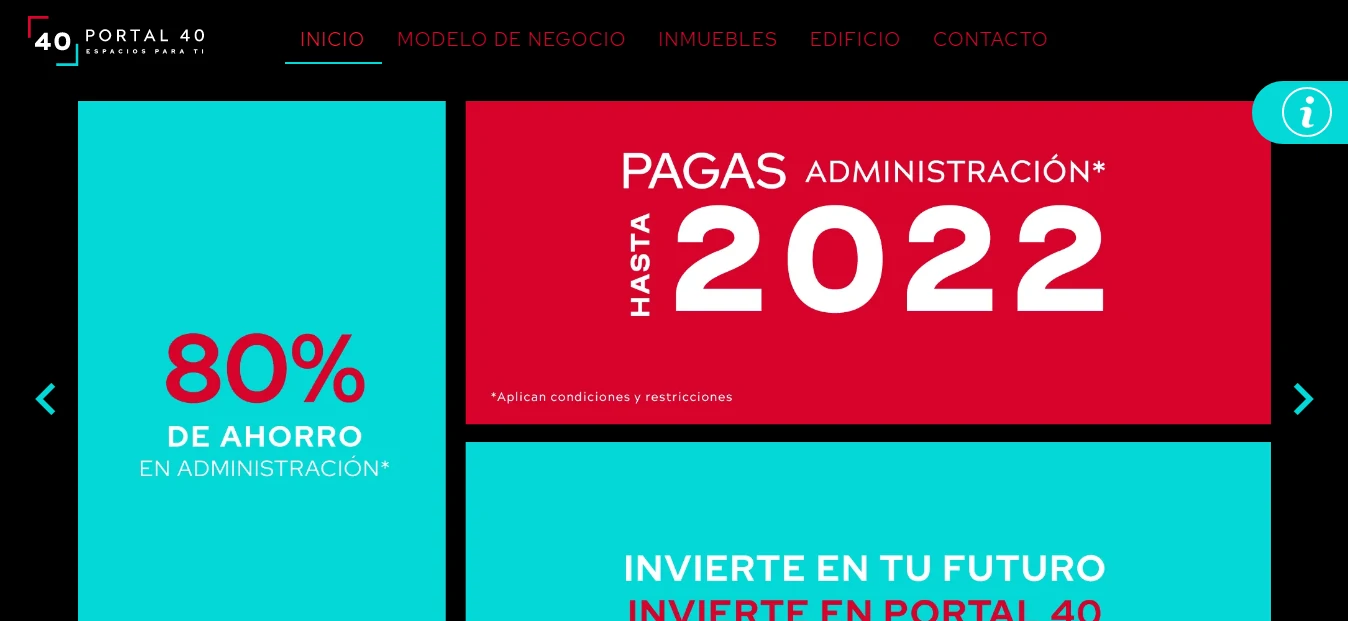 40 PORTAL 40
ESPACIOS PARA TI
INICIO MODELO DE NEGOCIO INMUEBLES EDIFICIO CONTACTO
i
80%
DE AHORRO
EN ADMINISTRACIÓN*
PAGAS ADMINISTRACIÓN*
HASTA 2022
*Aplican condiciones y restricciones
INVIERTE EN TU FUTURO
INVIERTE EN PORTAL 40